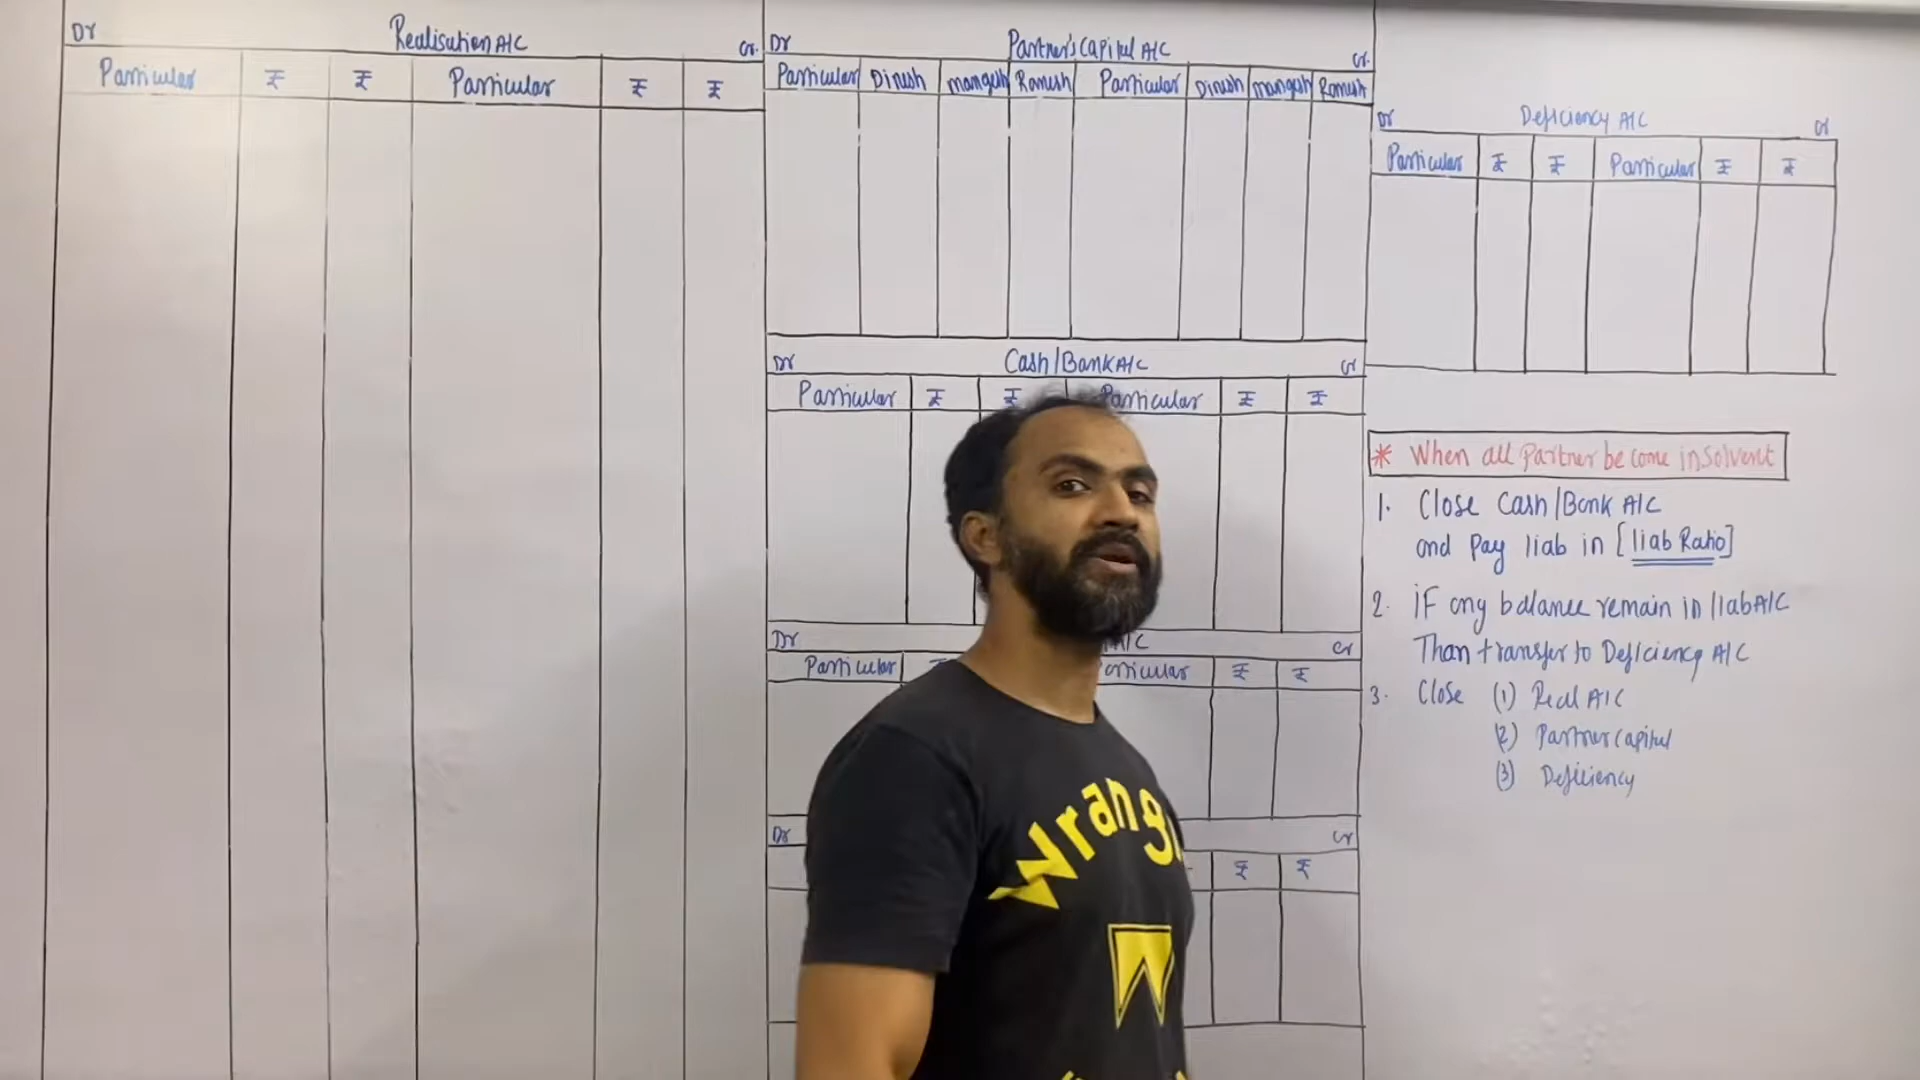 Dr Realisation A/C Cr.
Particular ₹ ₹ Particular ₹ ₹
Dr Partner's Capital A/C Cr.
Particular Dinesh mangesh Ramesh Particular Dinesh mangesh Ramesh
Dr Cash/Bank A/C Cr
Particular ₹ ₹ Particular ₹ ₹
Dr A/C Cr
Particular ₹ ₹
Dr Cr
₹ ₹
Dr Deficiency A/C Cr
Particular ₹ ₹ Particular ₹ ₹
* When all Partner become insolvent
1. Close Cash/Bank A/C
and Pay liab in [liab Ratio]
2. if any balance remain in liab A/C
Than transfer to Deficiency A/C
3. Close (1) Real A/C
(2) Partner capital
(3) Deficiency
Wrang
W